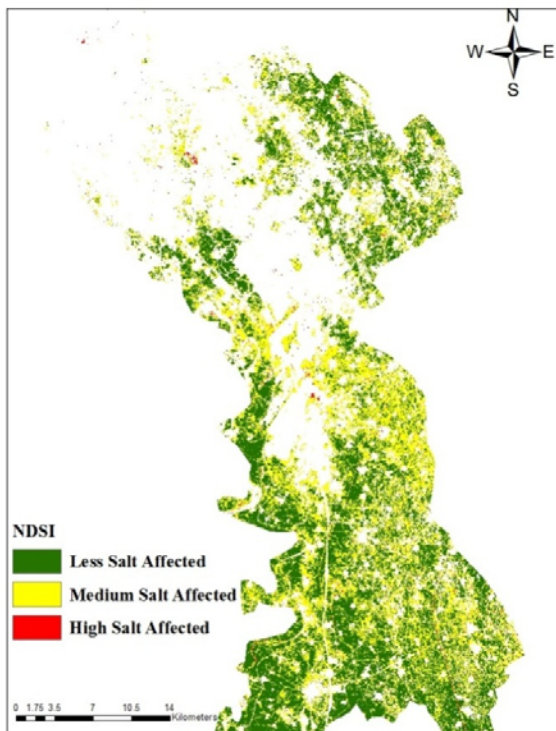 N
W E
S
NDSI
Less Salt Affected
Medium Salt Affected
High Salt Affected
0 1.75 3.5 7 10.5 14
Kilometers